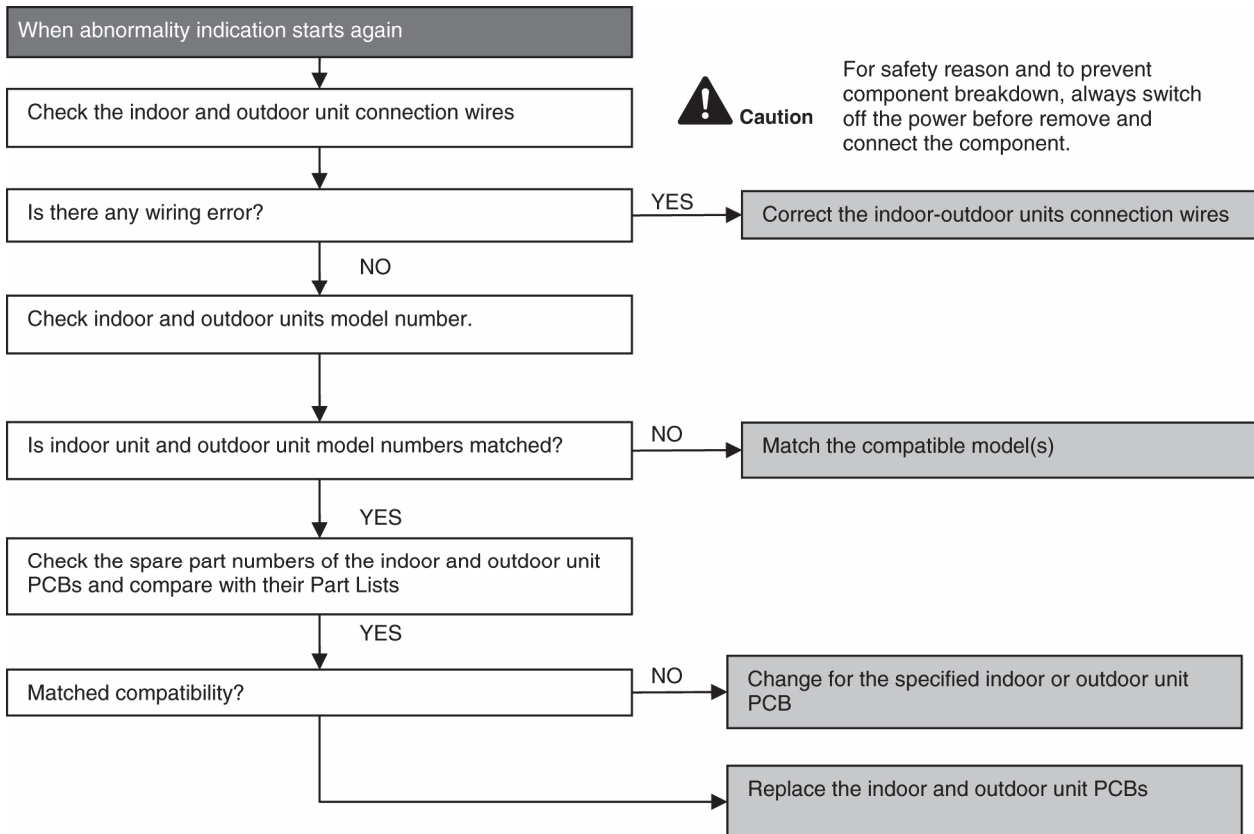 When abnormality indication starts again
Check the indoor and outdoor unit connection wires
Caution
For safety reason and to prevent
component breakdown, always switch
off the power before remove and
connect the component.
Is there any wiring error?
YES
Correct the indoor-outdoor units connection wires
NO
Check indoor and outdoor units model number.
Is indoor unit and outdoor unit model numbers matched?
NO
Match the compatible model(s)
YES
Check the spare part numbers of the indoor and outdoor unit
PCBs and compare with their Part Lists
YES
Matched compatibility?
NO
Change for the specified indoor or outdoor unit
PCB
Replace the indoor and outdoor unit PCBs